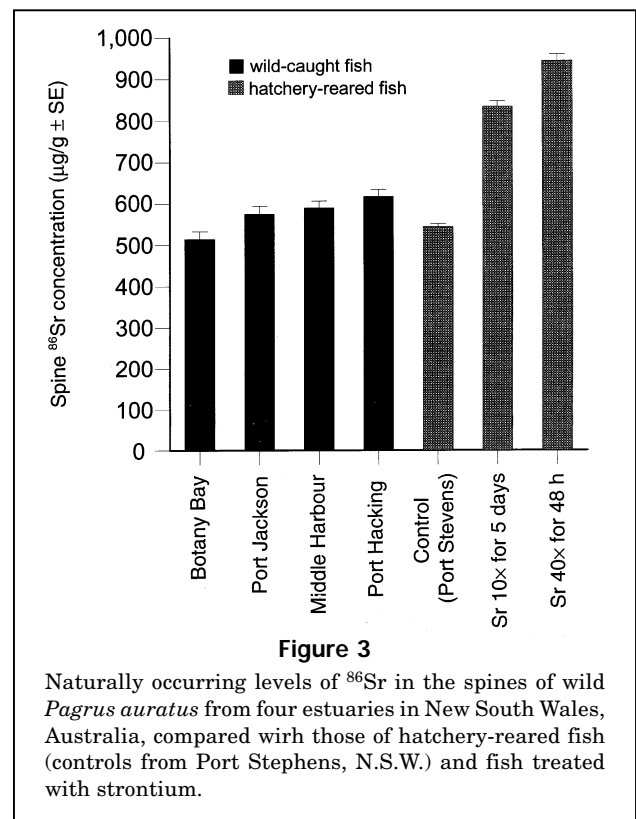 1,000
900
800
700
600
500
400
300
200
100
0
Spine ⁸⁶Sr concentration (µg/g ± SE)
wild-caught fish
hatchery-reared fish
Botany Bay
Port Jackson
Middle Harbour
Port Hacking
Control
(Port Stevens)
Sr 10× for 5 days
Sr 40× for 48 h
Figure 3
Naturally occurring levels of ⁸⁶Sr in the spines of wild
Pagrus auratus from four estuaries in New South Wales,
Australia, compared wirh those of hatchery-reared fish
(controls from Port Stephens, N.S.W.) and fish treated
with strontium.